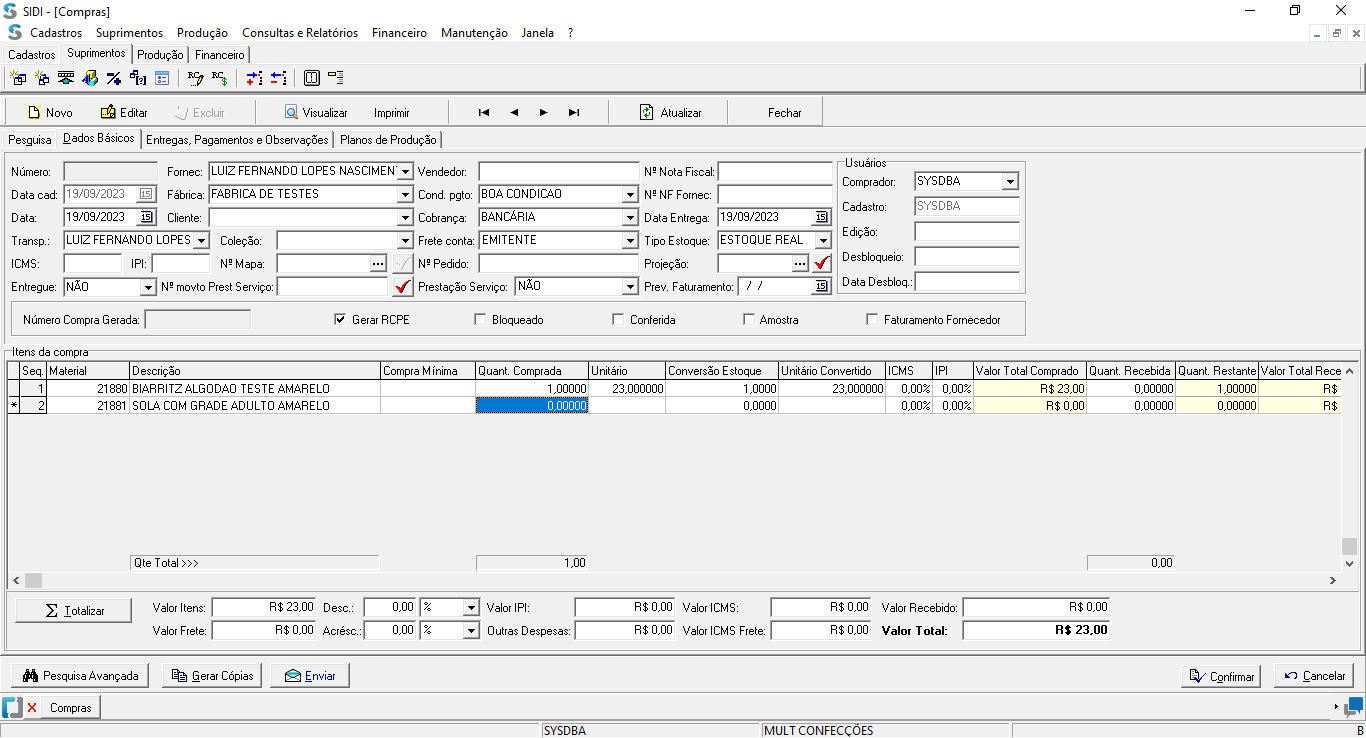 SIDI - [Compras]
Cadastros Suprimentos Produção Consultas e Relatórios Financeiro Manutenção Janela ?
Cadastros Suprimentos Produção Financeiro
Novo Editar Excluir Visualizar Imprimir Atualizar Fechar
Pesquisa Dados Básicos Entregas, Pagamentos e Observações Planos de Produção
Número: Fornec: LUIZ FERNANDO LOPES NASCIMEN Vendedor: Nº Nota Fiscal: Usuários
Comprador: SYSDBA
Data cad: 19/09/2023 15 Fábrica: FABRICA DE TESTES Cond. pgto: BOA CONDICAO Nº NF Fornec:
Cadastro: SYSDBA
Data: 19/09/2023 15 Cliente: Cobrança: BANCÁRIA Data Entrega: 19/09/2023 15
Edição:
Transp.: LUIZ FERNANDO LOPES Coleção: Frete conta: EMITENTE Tipo Estoque: ESTOQUE REAL
Desbloqueio:
ICMS: IPI: Nº Mapa: ... Nº Pedido: Projeção: ...
Data Desbloq.:
Entregue: NÃO Nº movto Prest Serviço: Prestação Serviço: NÃO Prev. Faturamento: / / 15
Número Compra Gerada: Gerar RCPE Bloqueado Conferida Amostra Faturamento Fornecedor
Itens da compra
Seq. Material Descrição Compra Mínima Quant. Comprada Unitário Conversão Estoque Unitário Convertido ICMS IPI Valor Total Comprado Quant. Recebida Quant. Restante Valor Total Rece
1 21880 BIARRITZ ALGODAO TESTE AMARELO 1,00000 23,000000 1,0000 23,000000 0,00% 0,00% R$ 23,00 0,00000 1,00000 R$
* 2 21881 SOLA COM GRADE ADULTO AMARELO 0,00000 0,0000 0,00% 0,00% R$ 0,00 0,00000 0,00000 R$
Qte Total >>> 1,00 0,00
Σ Totalizar Valor Itens: R$ 23,00 Desc.: 0,00 % Valor IPI: R$ 0,00 Valor ICMS: R$ 0,00 Valor Recebido: R$ 0,00
Valor Frete: R$ 0,00 Acrésc.: 0,00 % Outras Despesas: R$ 0,00 Valor ICMS Frete: R$ 0,00 Valor Total: R$ 23,00
Pesquisa Avançada Gerar Cópias Enviar Confirmar Cancelar
Compras
SYSDBA MULT CONFECÇÕES B